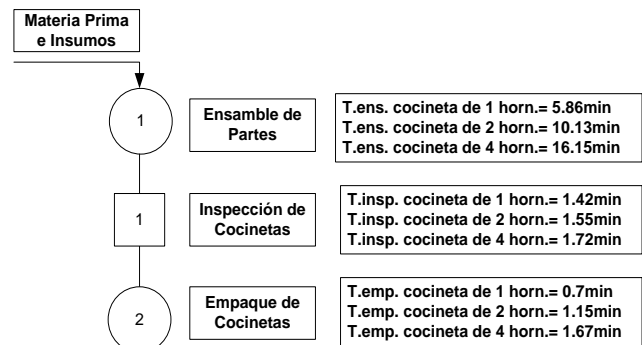 Materia Prima
e Insumos
1
Ensamble de
Partes
T.ens. cocineta de 1 horn.= 5.86min
T.ens. cocineta de 2 horn.= 10.13min
T.ens. cocineta de 4 horn.= 16.15min
1
Inspección de
Cocinetas
T.insp. cocineta de 1 horn.= 1.42min
T.insp. cocineta de 2 horn.= 1.55min
T.insp. cocineta de 4 horn.= 1.72min
2
Empaque de
Cocinetas
T.emp. cocineta de 1 horn.= 0.7min
T.emp. cocineta de 2 horn.= 1.15min
T.emp. cocineta de 4 horn.= 1.67min